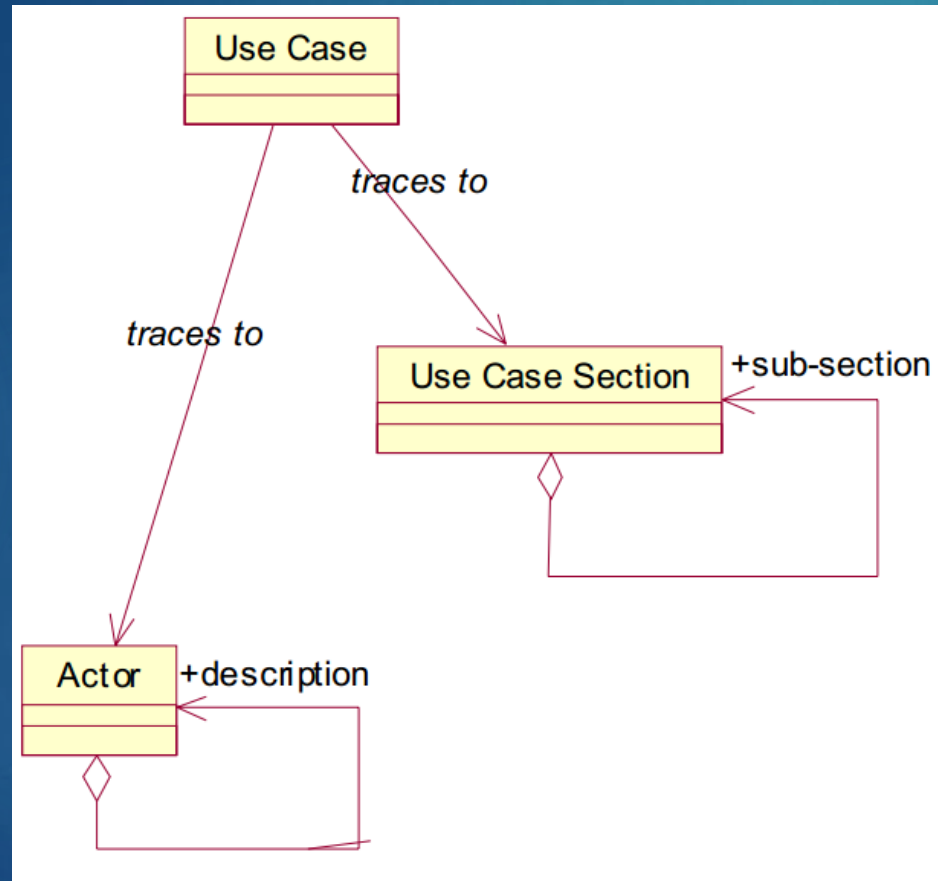 Use Case
traces to
traces to
Use Case Section
+sub-section
Actor
+description